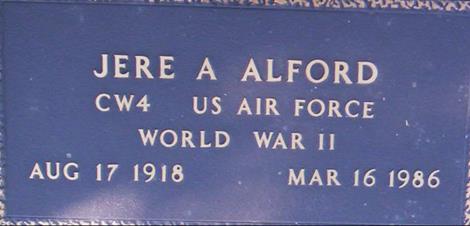 JERE A ALFORD
CW4 US AIR FORCE
WORLD WAR II
AUG 17 1918 MAR 16 1986